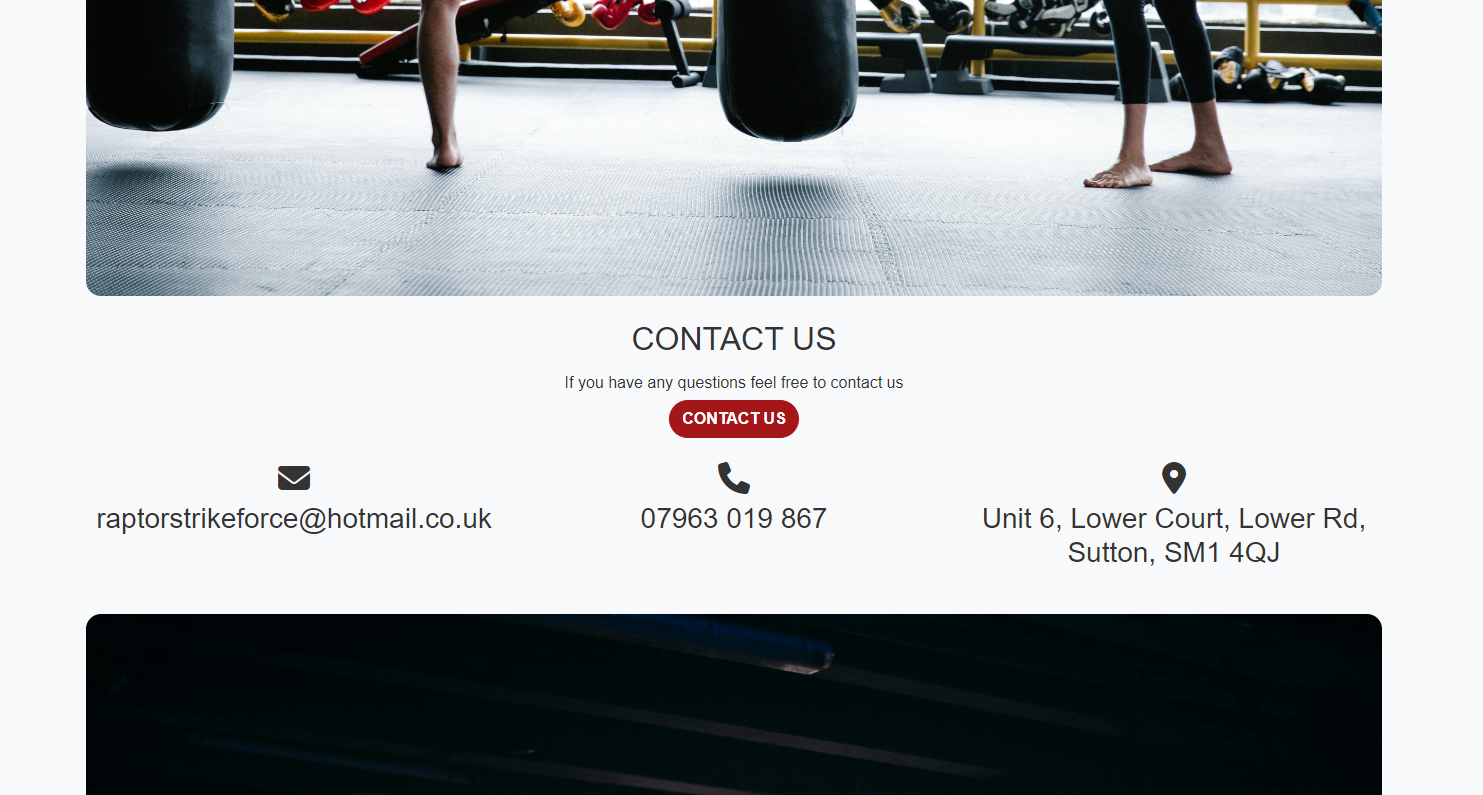 CONTACT US
If you have any questions feel free to contact us
CONTACT US
raptorstrikeforce@hotmail.co.uk
07963 019 867
Unit 6, Lower Court, Lower Rd,
Sutton, SM1 4QJ